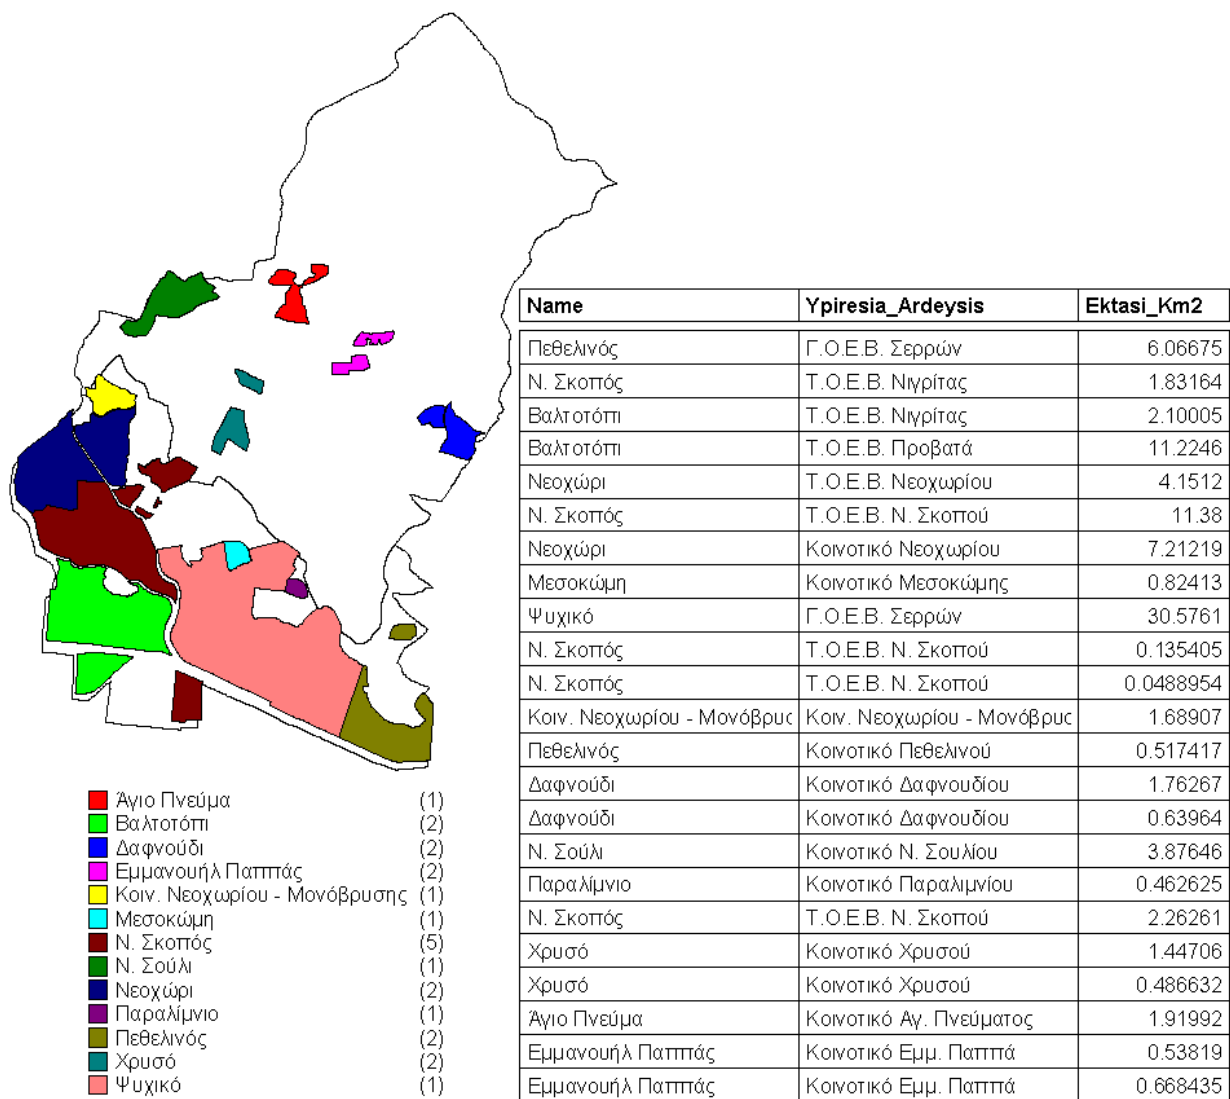 Name Ypiresia_Ardeysis Ektasi_Km2
Πεθελινός Γ.Ο.Ε.Β. Σερρών 6.06675
Ν. Σκοπός Τ.Ο.Ε.Β. Νιγρίτας 1.83164
Βαλτοτόπι Τ.Ο.Ε.Β. Νιγρίτας 2.10005
Βαλτοτόπι Τ.Ο.Ε.Β. Προβατά 11.2246
Νεοχώρι Τ.Ο.Ε.Β. Νεοχωρίου 4.1512
Ν. Σκοπός Τ.Ο.Ε.Β. Ν. Σκοπού 11.38
Νεοχώρι Κοινοτικό Νεοχωρίου 7.21219
Μεσοκώμη Κοινοτικό Μεσοκώμης 0.82413
Ψυχικό Γ.Ο.Ε.Β. Σερρών 30.5761
Ν. Σκοπός Τ.Ο.Ε.Β. Ν. Σκοπού 0.135405
Ν. Σκοπός Τ.Ο.Ε.Β. Ν. Σκοπού 0.0488954
Κοιν. Νεοχωρίου - Μονόβρυς Κοιν. Νεοχωρίου - Μονόβρυς 1.68907
Πεθελινός Κοινοτικό Πεθελινού 0.517417
Δαφνούδι Κοινοτικό Δαφνουδίου 1.76267
Δαφνούδι Κοινοτικό Δαφνουδίου 0.63964
Ν. Σούλι Κοινοτικό Ν. Σουλίου 3.87646
Παραλίμνιο Κοινοτικό Παραλιμνίου 0.462625
Ν. Σκοπός Τ.Ο.Ε.Β. Ν. Σκοπού 2.26261
Χρυσό Κοινοτικό Χρυσού 1.44706
Χρυσό Κοινοτικό Χρυσού 0.486632
Άγιο Πνεύμα Κοινοτικό Αγ. Πνεύματος 1.91992
Εμμανουήλ Παππάς Κοινοτικό Εμμ. Παππά 0.53819
Εμμανουήλ Παππάς Κοινοτικό Εμμ. Παππά 0.668435
Άγιο Πνεύμα (1)
Βαλτοτόπι (2)
Δαφνούδι (2)
Εμμανουήλ Παππάς (2)
Κοιν. Νεοχωρίου - Μονόβρυσης (1)
Μεσοκώμη (1)
Ν. Σκοπός (5)
Ν. Σούλι (1)
Νεοχώρι (2)
Παραλίμνιο (1)
Πεθελινός (2)
Χρυσό (2)
Ψυχικό (1)